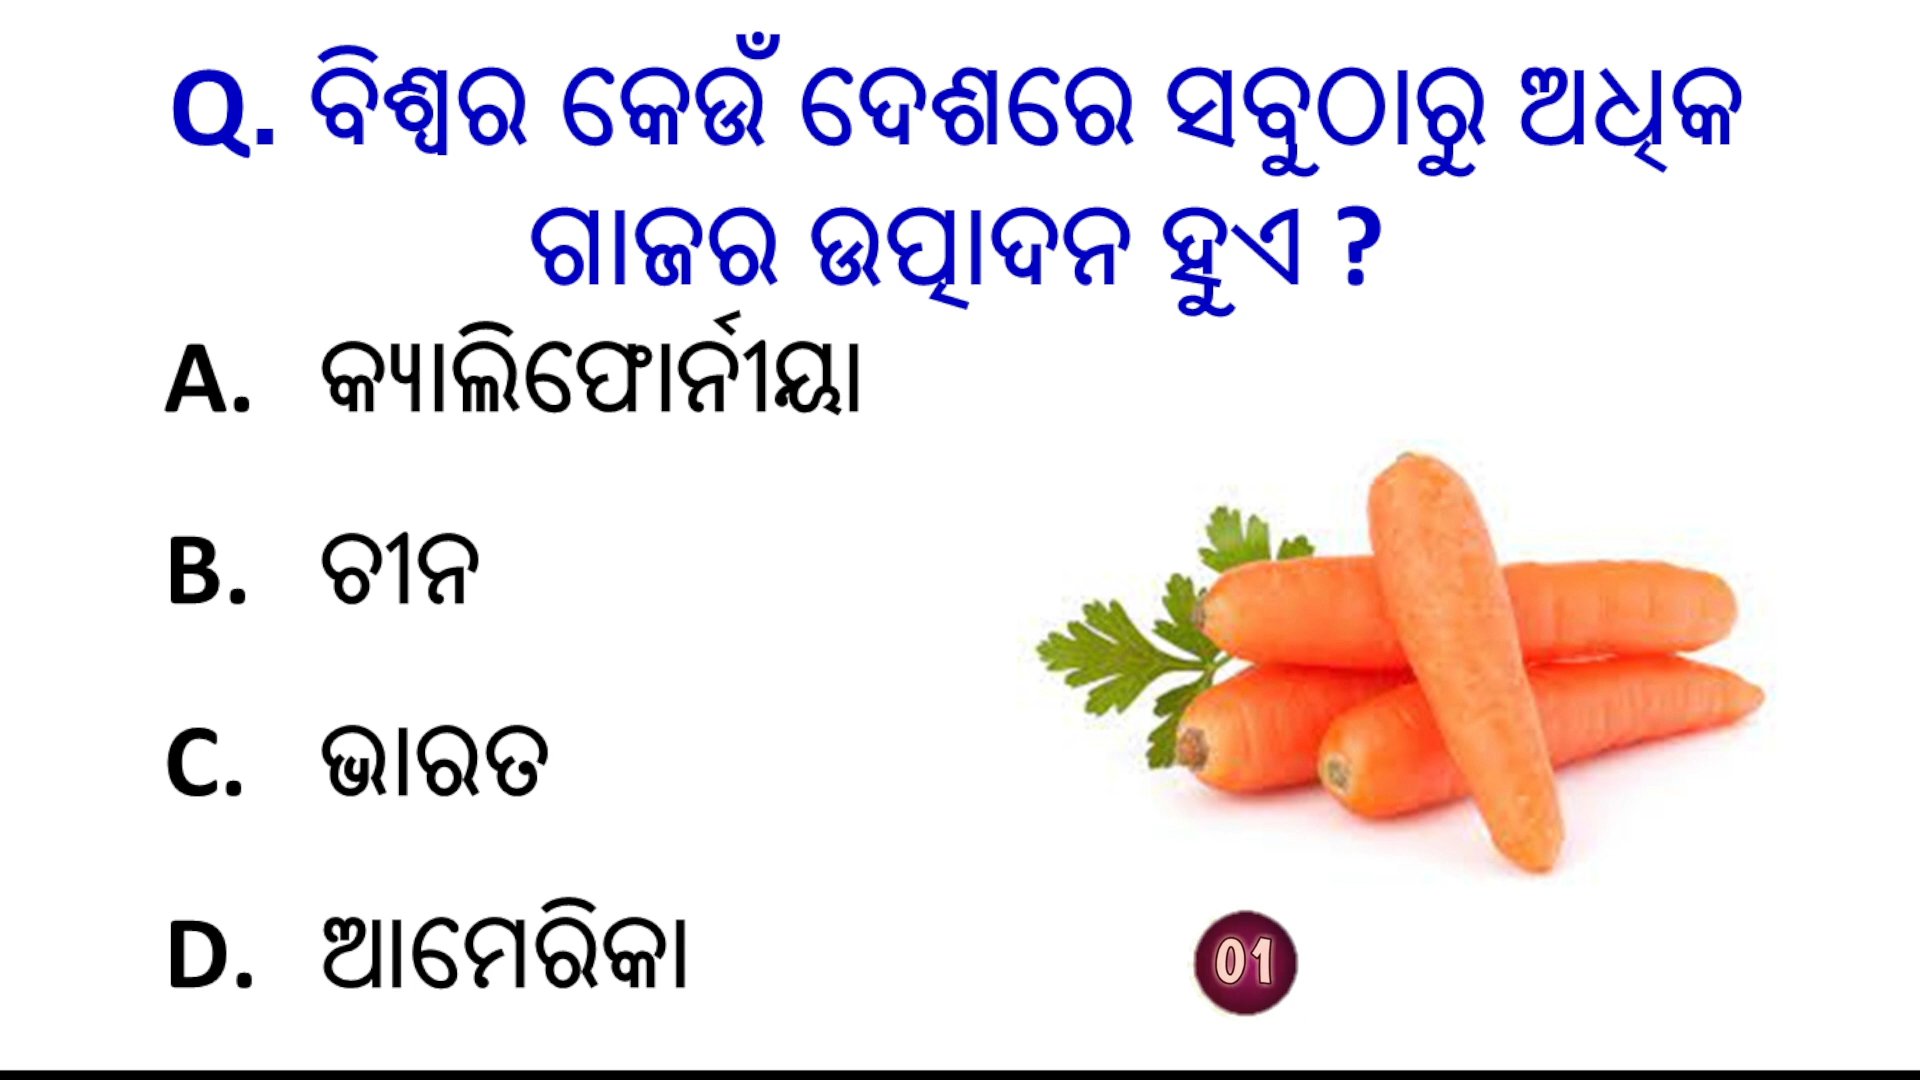 Q. ବିଶ୍ୱର କେଉଁ ଦେଶରେ ସବୁଠାରୁ ଅଧିକ
ଗାଜର ଉତ୍ପାଦନ ହୁଏ ?
A. କ୍ୟାଲିଫୋର୍ନୀୟା
B. ଚୀନ
C. ଭାରତ
D. ଆମେରିକା
01